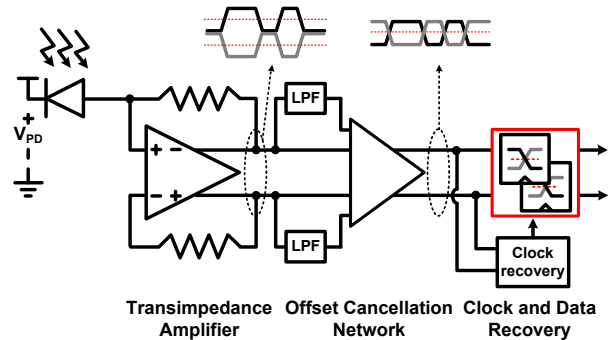 LPF
+
V_PD
-
+ -
- +
LPF
Clock
recovery
Transimpedance
Amplifier
Offset Cancellation
Network
Clock and Data
Recovery